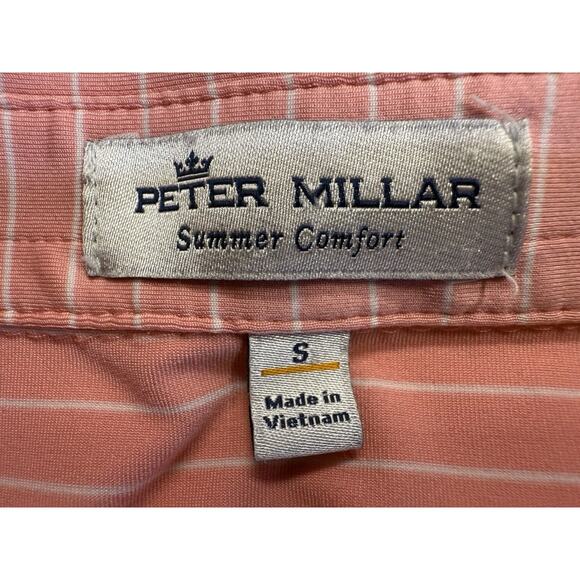 PETER MILLAR
Summer Comfort
S
Made in
Vietnam